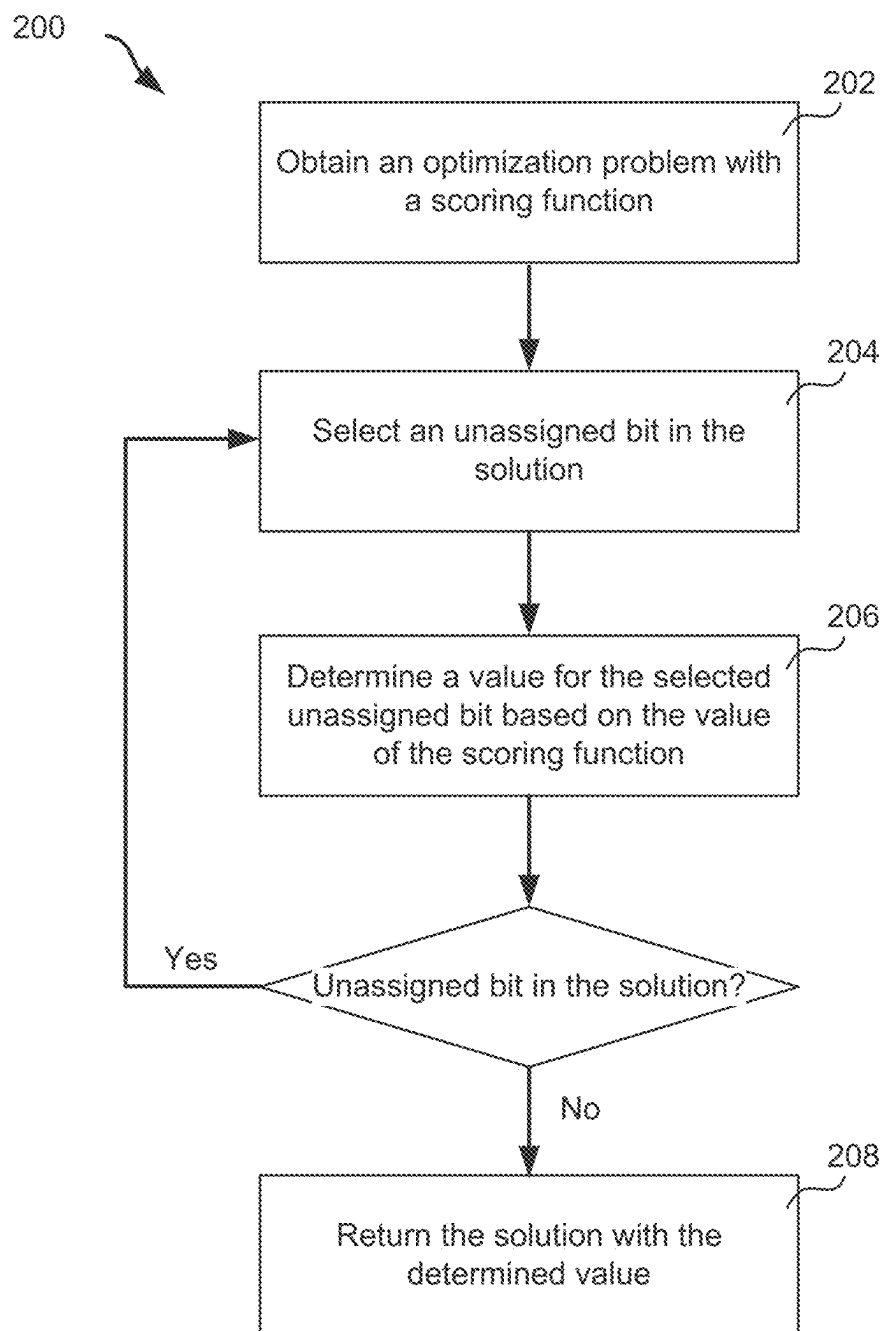 200
202
Obtain an optimization problem with
a scoring function
204
Select an unassigned bit in the
solution
206
Determine a value for the selected
unassigned bit based on the value
of the scoring function
Yes
Unassigned bit in the solution?
No
208
Return the solution with the
determined value